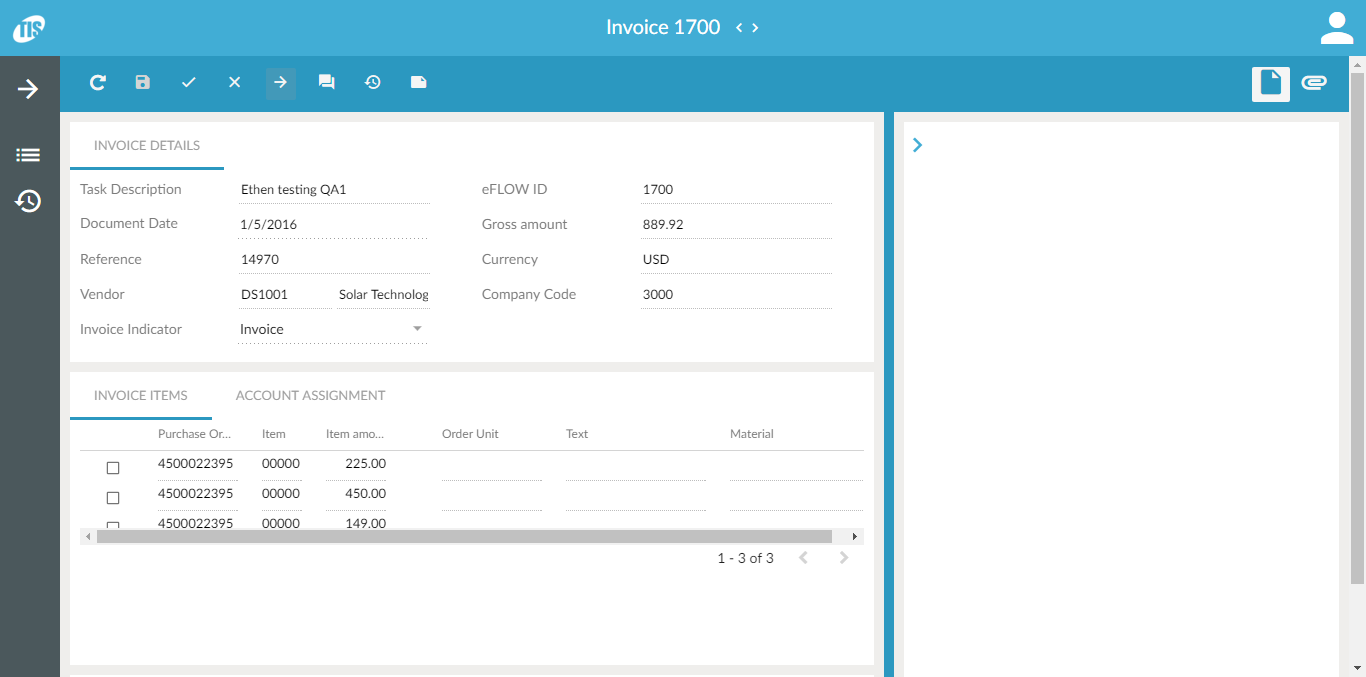 TIS
Invoice 1700
INVOICE DETAILS
Task Description Ethen testing QA1 eFLOW ID 1700
Document Date 1/5/2016 Gross amount 889.92
Reference 14970 Currency USD
Vendor DS1001 Solar Technolog Company Code 3000
Invoice Indicator Invoice
INVOICE ITEMS ACCOUNT ASSIGNMENT
Purchase Or... Item Item amo... Order Unit Text Material
4500022395 00000 225.00
4500022395 00000 450.00
4500022395 00000 149.00
1 - 3 of 3